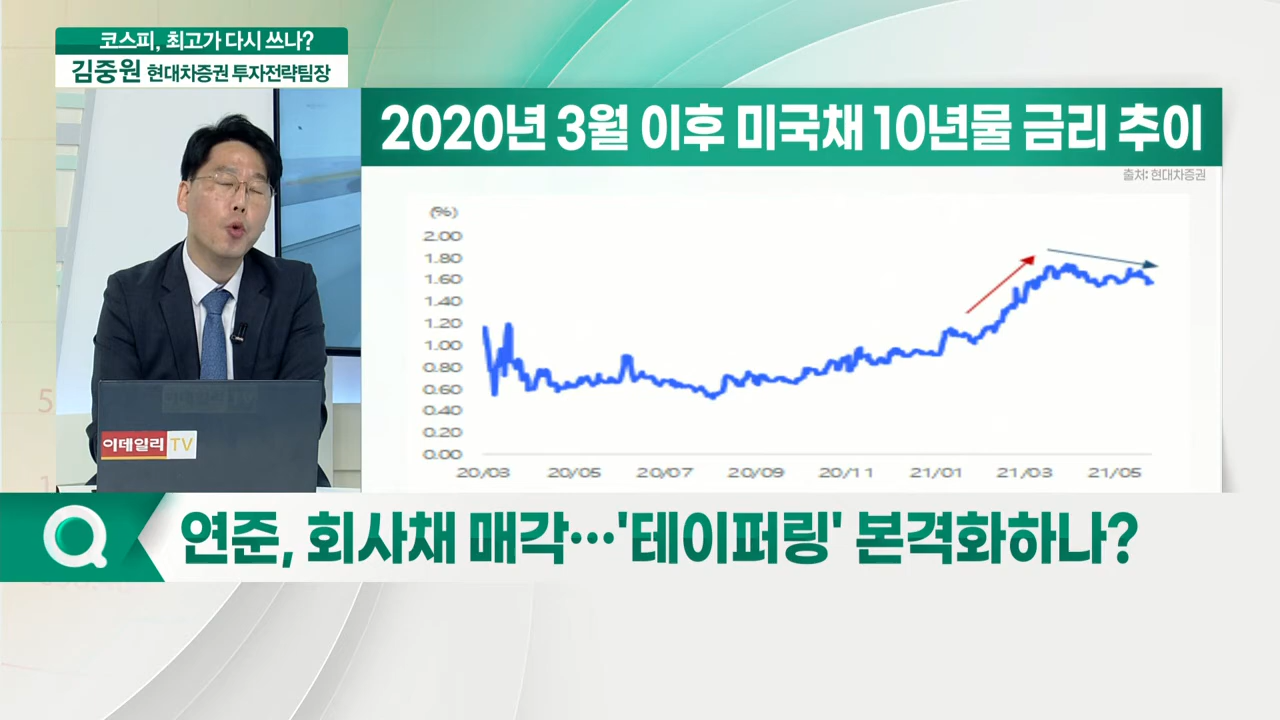 코스피, 최고가 다시 쓰나?
김중원 현대차증권 투자전략팀장
2020년 3월 이후 미국채 10년물 금리 추이
출처: 현대차증권
(%)
2.00
1.80
1.60
1.40
1.20
1.00
0.80
0.60
0.40
0.20
0.00
20/03 20/05 20/07 20/09 20/11 21/01 21/03 21/05
이데일리 TV
연준, 회사채 매각…'테이퍼링' 본격화하나?